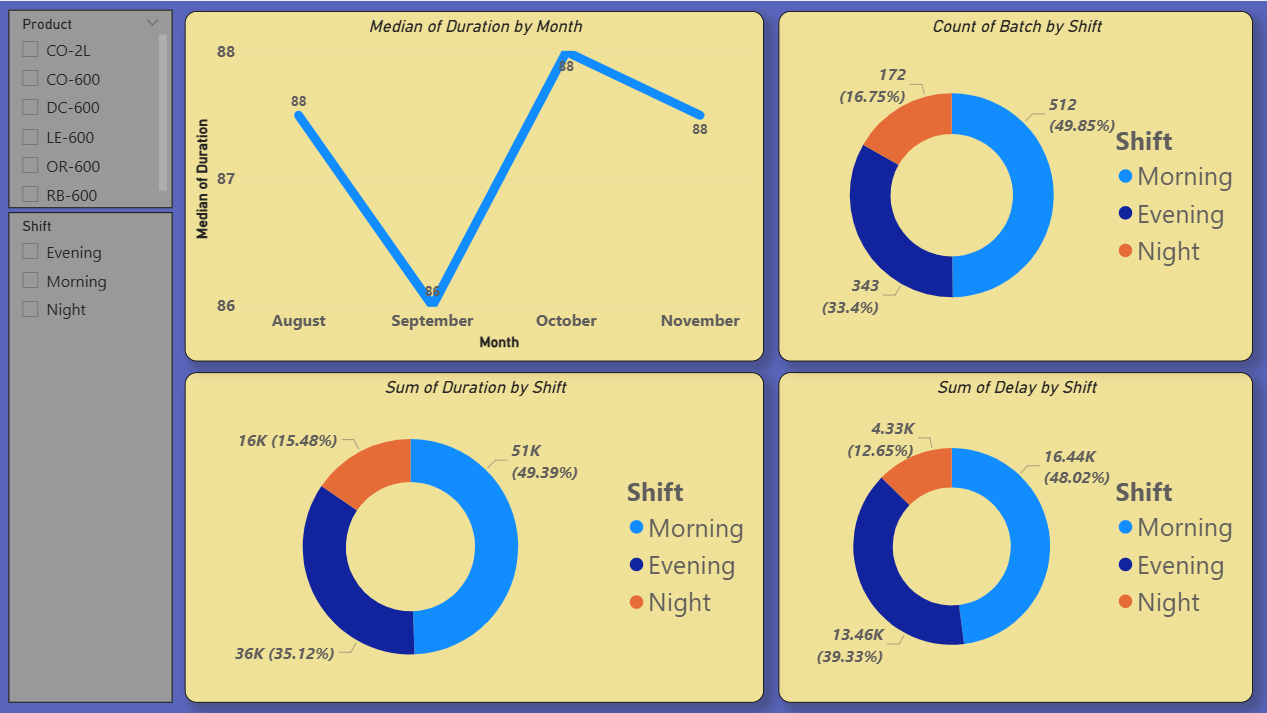 Product
CO-2L
CO-600
DC-600
LE-600
OR-600
RB-600
Shift
Evening
Morning
Night
Median of Duration by Month
Median of Duration
88
87
86
88
86
88
88
August
September
October
November
Month
Count of Batch by Shift
172
(16.75%)
512
(49.85%)
343
(33.4%)
Shift
Morning
Evening
Night
Sum of Duration by Shift
16K (15.48%)
51K
(49.39%)
36K (35.12%)
Shift
Morning
Evening
Night
Sum of Delay by Shift
4.33K
(12.65%)
16.44K
(48.02%)
13.46K
(39.33%)
Shift
Morning
Evening
Night